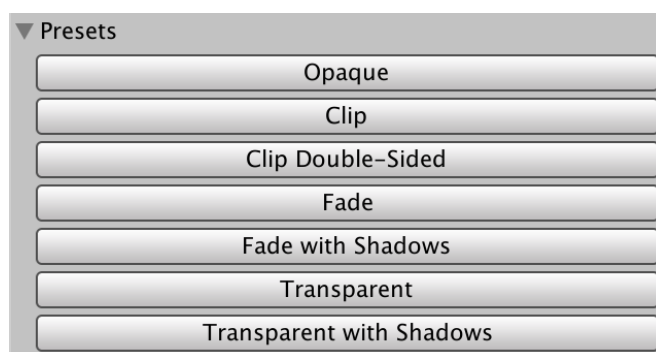 Presets
Opaque
Clip
Clip Double-Sided
Fade
Fade with Shadows
Transparent
Transparent with Shadows